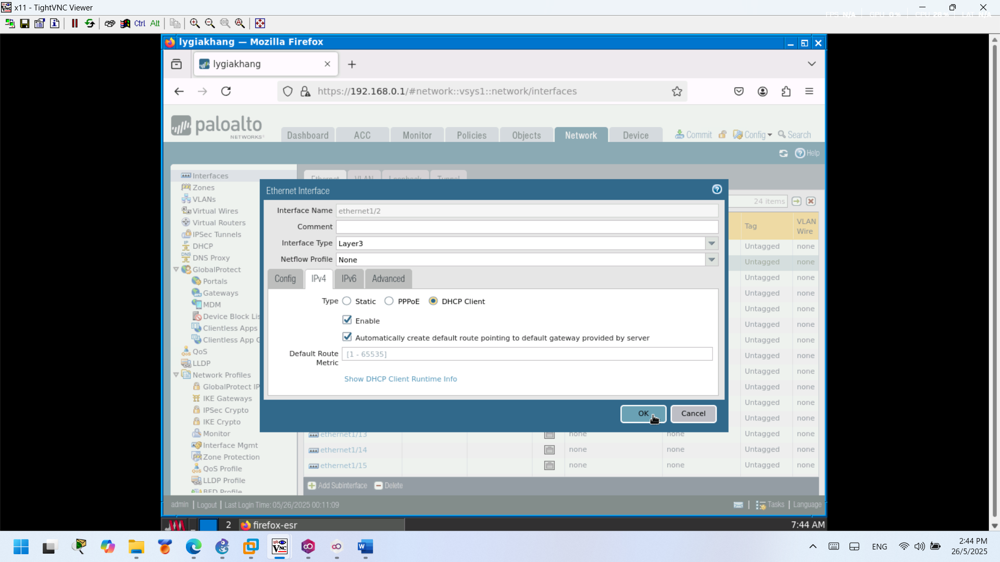 x11 - TightVNC Viewer
Ctrl Alt
lygiakhang — Mozilla Firefox
lygiakhang
https://192.168.0.1/#network::vsys1::network/interfaces
paloalto
NETWORKS
Dashboard ACC Monitor Policies Objects Network Device Commit Config Search
Help
Interfaces
Zones
VLANs
Virtual Wires
Virtual Routers
IPSec Tunnels
DHCP
DNS Proxy
GlobalProtect
Portals
Gateways
MDM
Device Block Lis
Clientless Apps
Clientless App G
QoS
LLDP
Network Profiles
GlobalProtect IP
IKE Gateways
IPSec Crypto
IKE Crypto
Monitor
Interface Mgmt
Zone Protection
QoS Profile
LLDP Profile
BFD Profile
Ethernet VLAN Loopback Tunnel
24 items
Tag VLAN Wire
Untagged none
Untagged none
Untagged none
Untagged none
Untagged none
Untagged none
Untagged none
Untagged none
Untagged none
Untagged none
Untagged none
Untagged none
ethernet1/13 none none Untagged none
ethernet1/14 none none Untagged none
ethernet1/15 none none Untagged none
Add Subinterface Delete
Ethernet Interface
Interface Name ethernet1/2
Comment
Interface Type Layer3
Netflow Profile None
Config IPv4 IPv6 Advanced
Type Static PPPoE DHCP Client
Enable
Automatically create default route pointing to default gateway provided by server
Default Route Metric [1 - 65535]
Show DHCP Client Runtime Info
OK Cancel
admin | Logout | Last Login Time: 05/26/2025 00:11:09
Tasks | Language
2 firefox-esr 7:44 AM
VNC
ENG
2:44 PM
26/5/2025